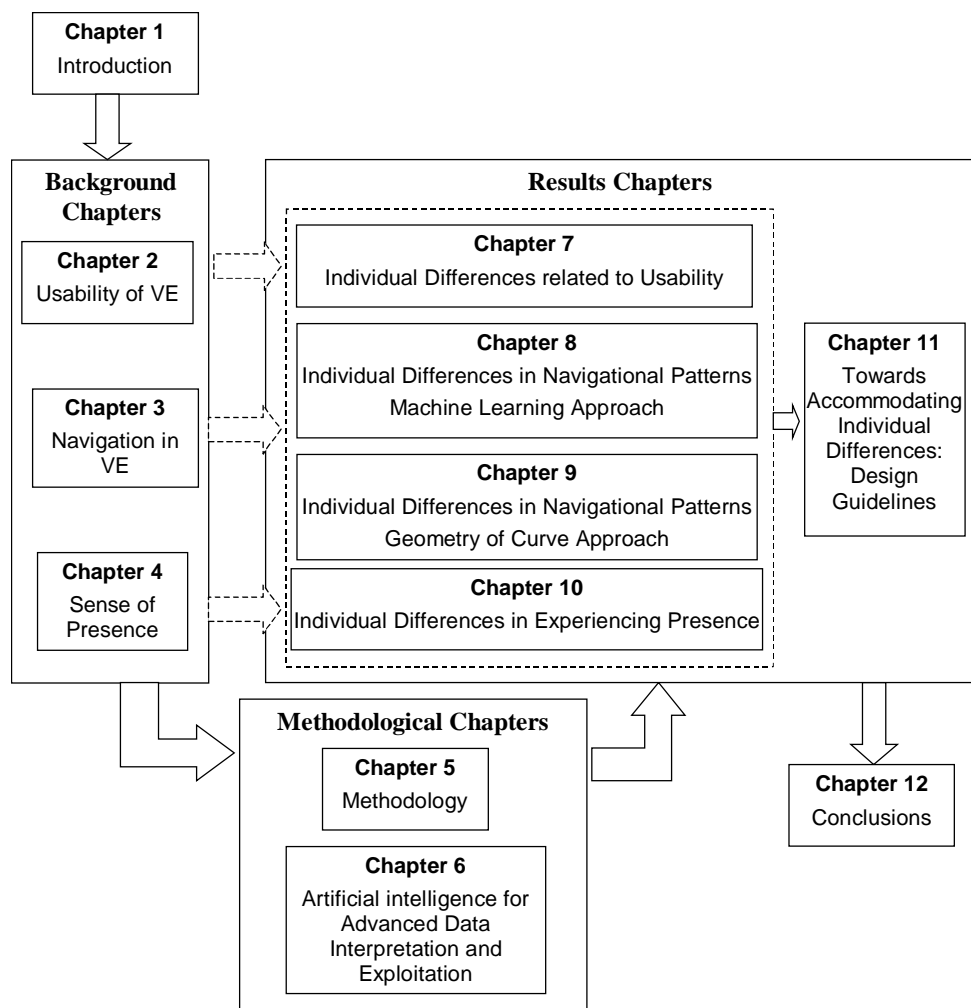 Chapter 1
Introduction
Background
Chapters
Chapter 2
Usability of VE
Chapter 3
Navigation in
VE
Chapter 4
Sense of
Presence
Results Chapters
Chapter 7
Individual Differences related to Usability
Chapter 8
Individual Differences in Navigational Patterns
Machine Learning Approach
Chapter 9
Individual Differences in Navigational Patterns
Geometry of Curve Approach
Chapter 10
Individual Differences in Experiencing Presence
Chapter 11
Towards
Accommodating
Individual
Differences:
Design
Guidelines
Methodological Chapters
Chapter 5
Methodology
Chapter 6
Artificial intelligence for
Advanced Data
Interpretation and
Exploitation
Chapter 12
Conclusions